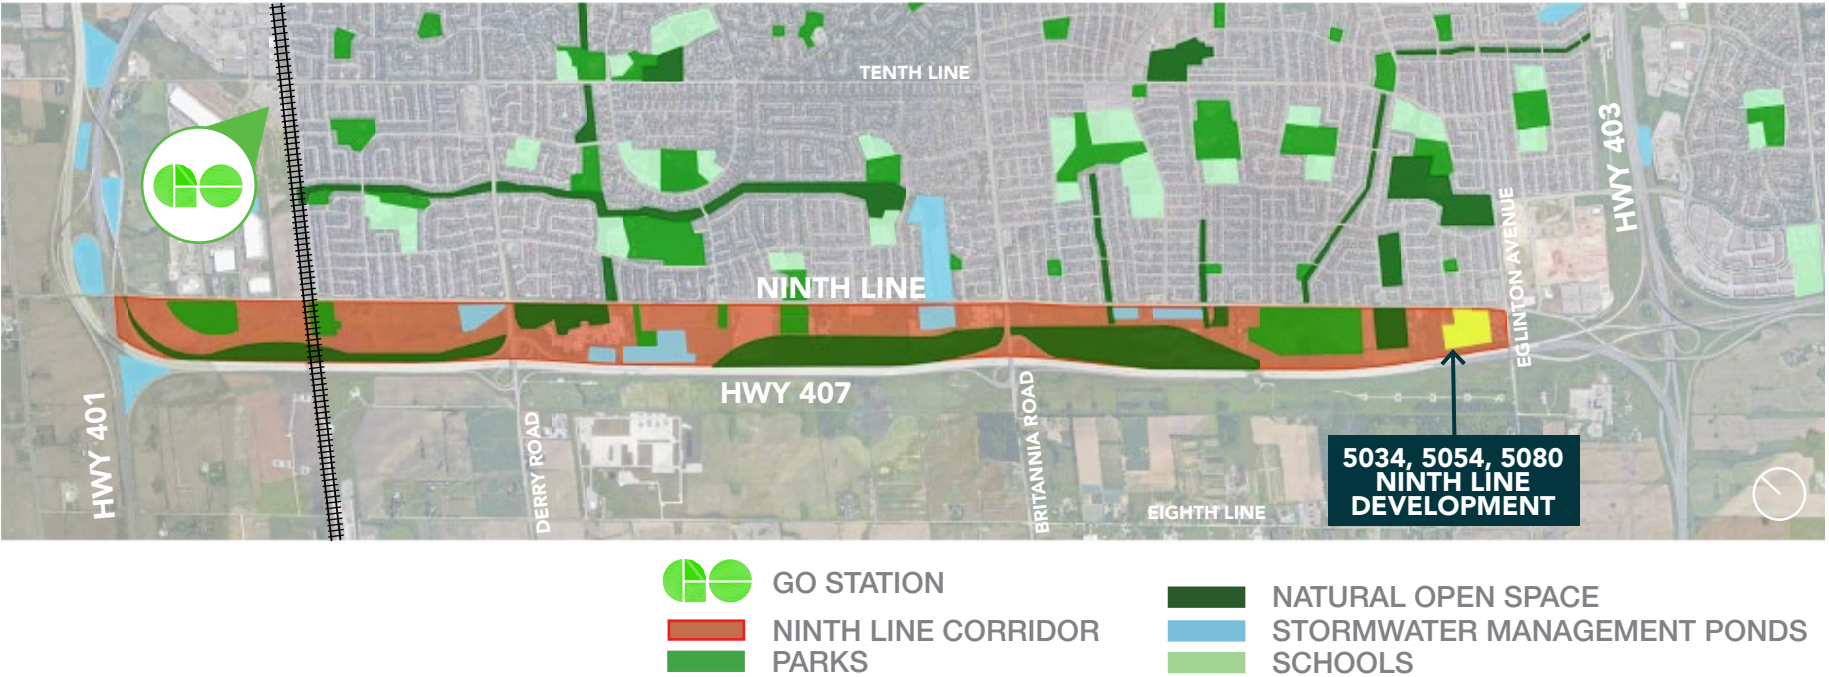 TENTH LINE
HWY 403
NINTH LINE
EGLINTON AVENUE
HWY 407
HWY 401
DERRY ROAD
BRITANNIA ROAD
EIGHTH LINE
5034, 5054, 5080
NINTH LINE
DEVELOPMENT
GO
GO STATION
NINTH LINE CORRIDOR
PARKS
NATURAL OPEN SPACE
STORMWATER MANAGEMENT PONDS
SCHOOLS